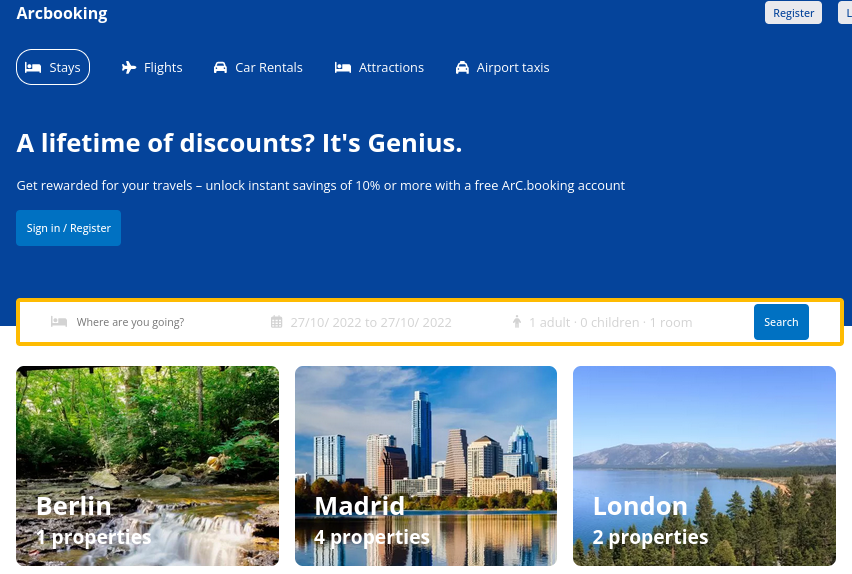 Arcbooking
Register
L
Stays
Flights
Car Rentals
Attractions
Airport taxis
A lifetime of discounts? It's Genius.
Get rewarded for your travels – unlock instant savings of 10% or more with a free ArC.booking account
Sign in / Register
Where are you going?
27/10/ 2022 to 27/10/ 2022
1 adult · 0 children · 1 room
Search
Berlin
1 properties
Madrid
4 properties
London
2 properties